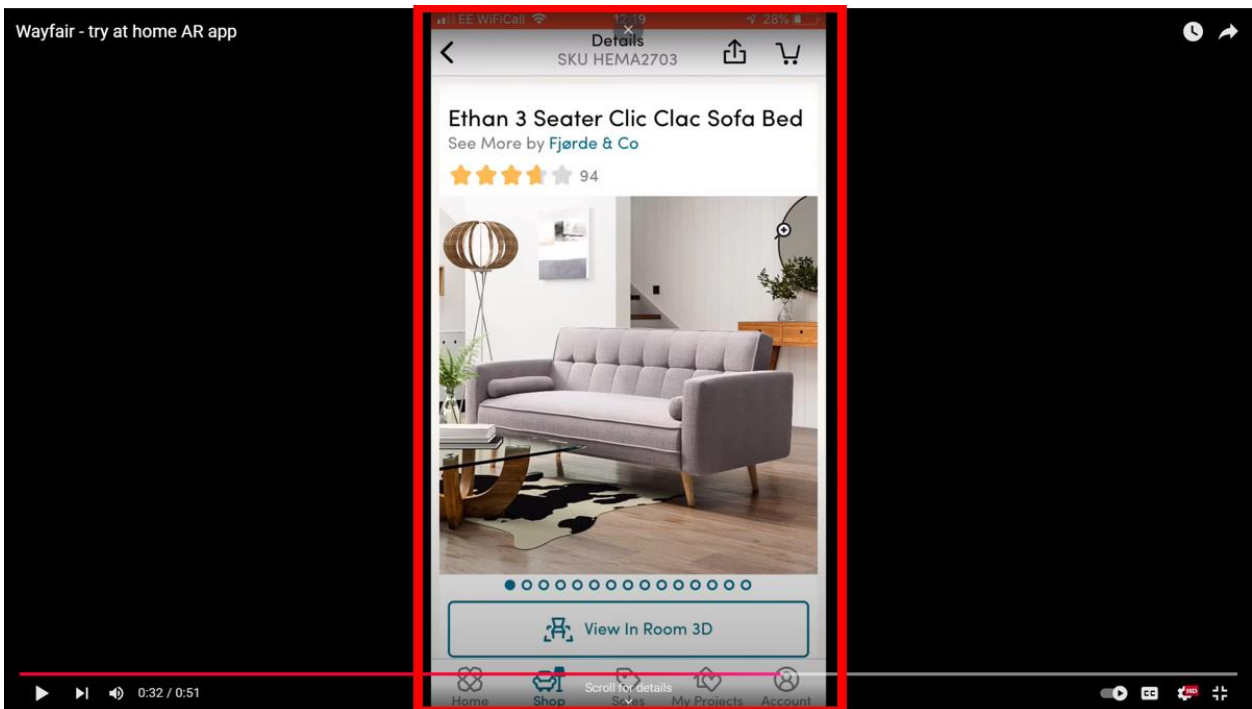 Wayfair - try at home AR app
EE WiFiCall 12:19 28%
Details
SKU HEMA2703
Ethan 3 Seater Clic Clac Sofa Bed
See More by Fjørde & Co
94
View In Room 3D
Scroll for details
Home Shop Sales My Projects Account
0:32 / 0:51
CC HD